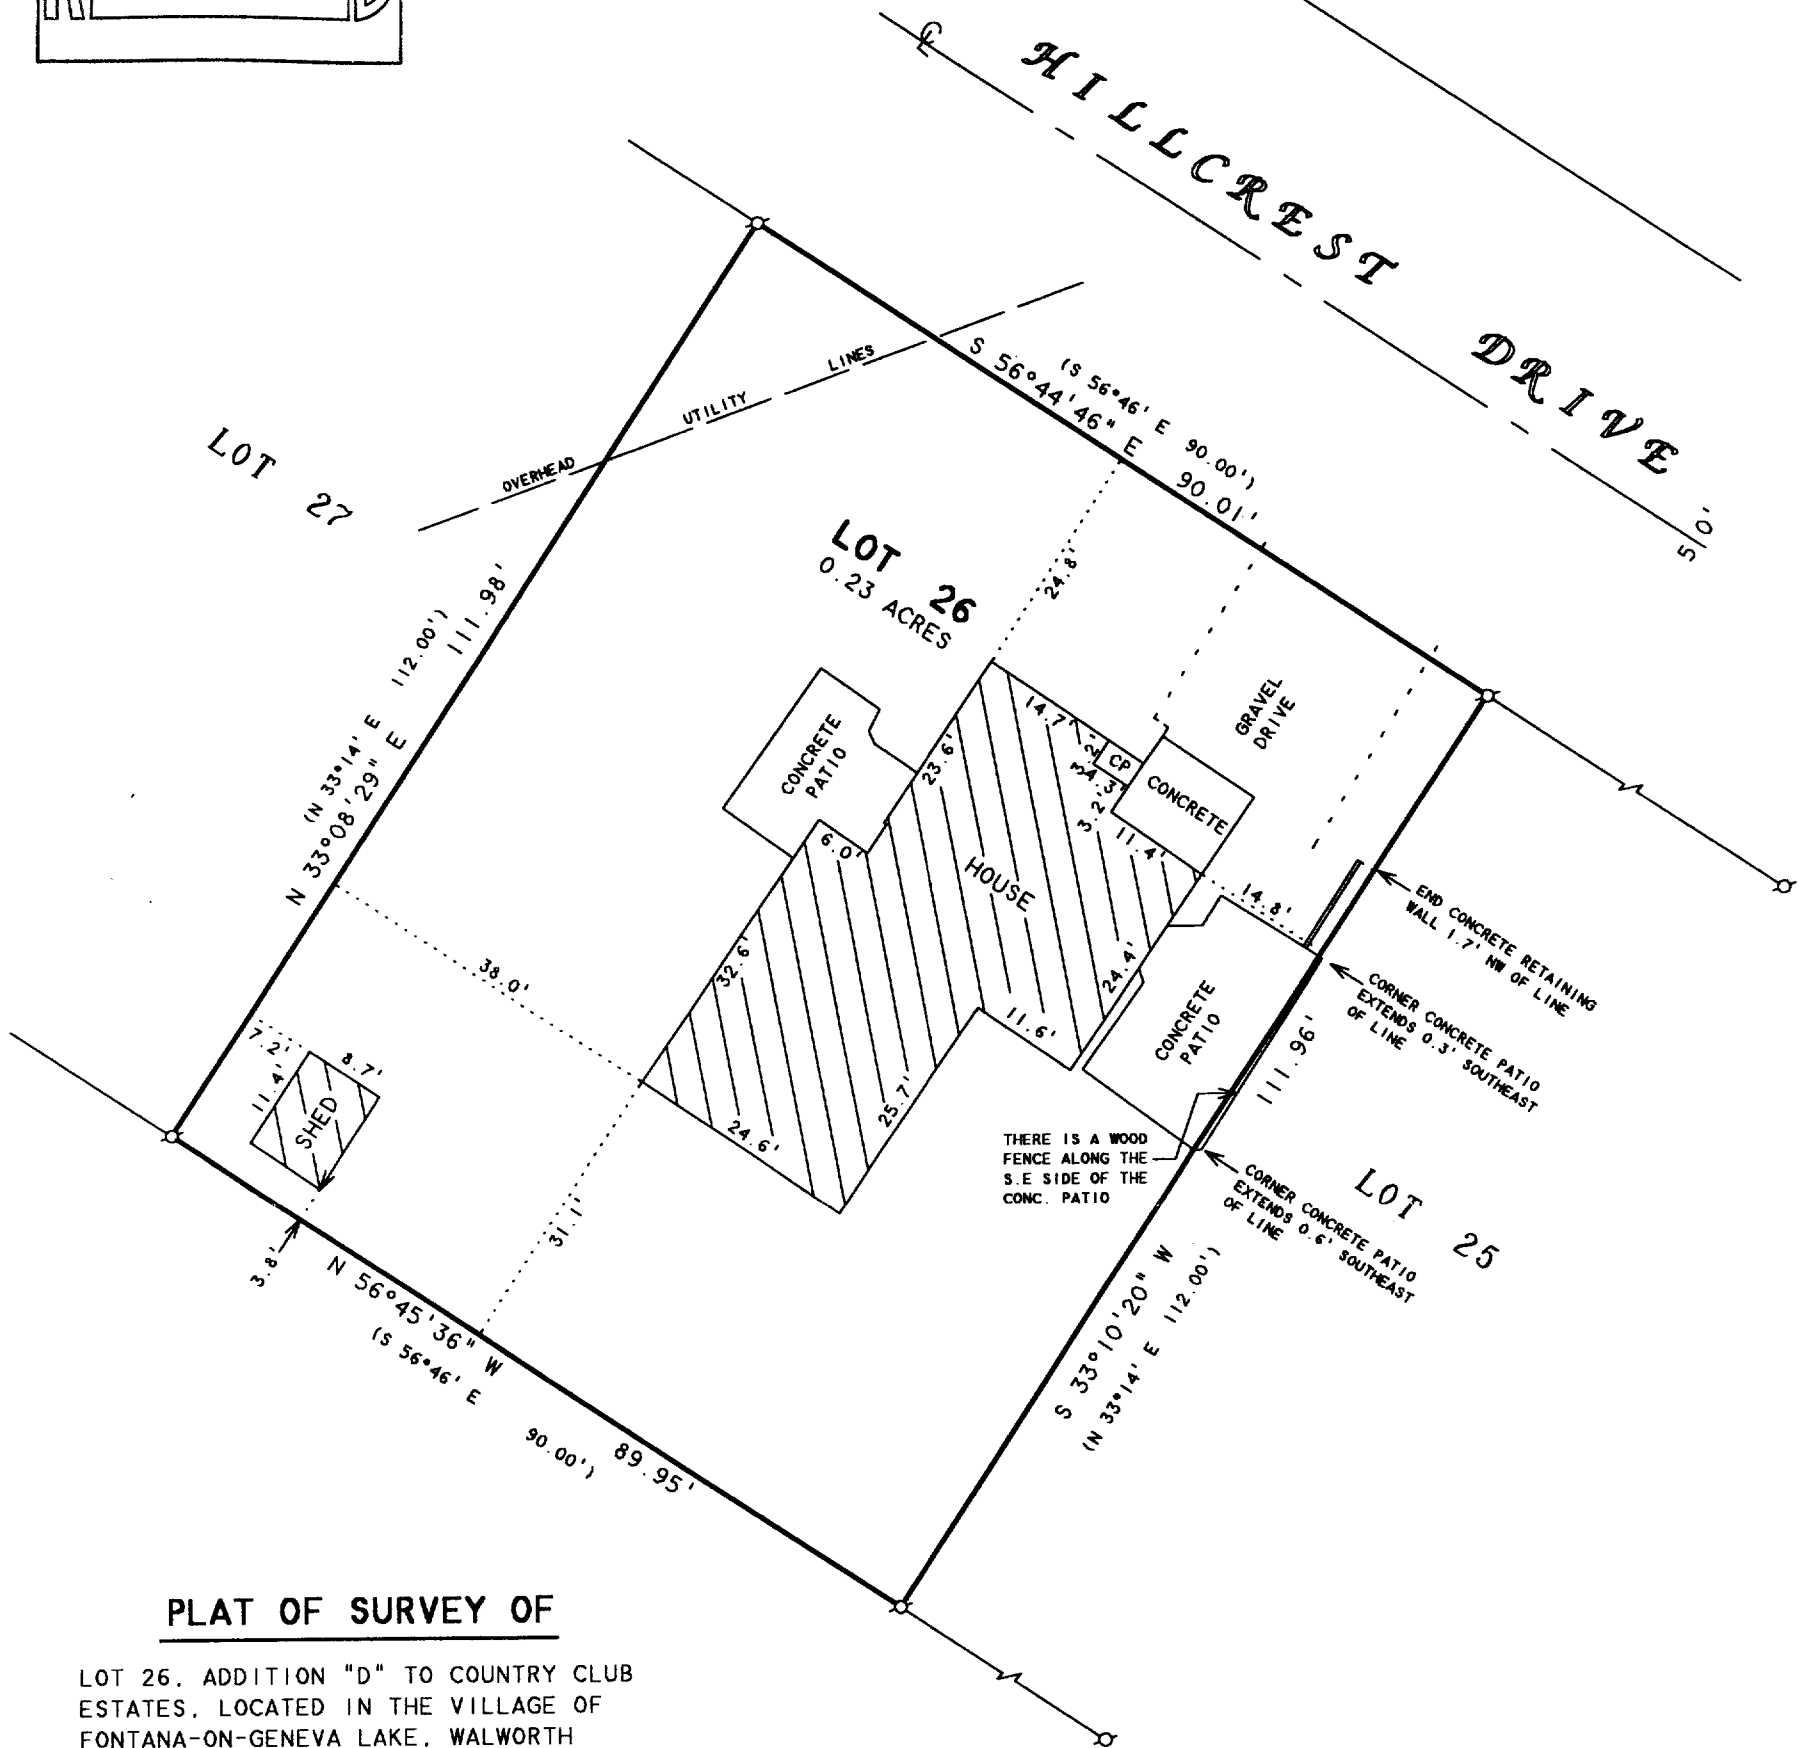 HILLCREST DRIVE
50'
(S 56°46' E 90.00')
S 56°44'46" E 90.01'
OVERHEAD UTILITY LINES
LOT 27
LOT 26
0.23 ACRES
(N 33°14' E 112.00')
N 33°08'29" E 111.98'
24.8'
GRAVEL
DRIVE
CONCRETE
PATIO
14.7'
3.2'
CP
4.3'
3.2'
CONCRETE
11.4'
23.6'
6.0'
HOUSE
14.8'
32.6'
24.4'
11.6'
25.7'
24.6'
38.0'
31.1'
CONCRETE
PATIO
END CONCRETE RETAINING
WALL 1.7' NW OF LINE
CORNER CONCRETE PATIO
EXTENDS 0.3' SOUTHEAST
OF LINE
111.96'
THERE IS A WOOD
FENCE ALONG THE
S.E SIDE OF THE
CONC. PATIO
CORNER CONCRETE PATIO
EXTENDS 0.6' SOUTHEAST
OF LINE
LOT 25
S 33°10'20" W
(N 33°14' E 112.00')
7.2'
8.7'
11.4'
SHED
3.8'
N 56°45'36" W 89.95'
(S 56°46' E 90.00')
PLAT OF SURVEY OF
LOT 26, ADDITION "D" TO COUNTRY CLUB
ESTATES, LOCATED IN THE VILLAGE OF
FONTANA-ON-GENEVA LAKE, WALWORTH